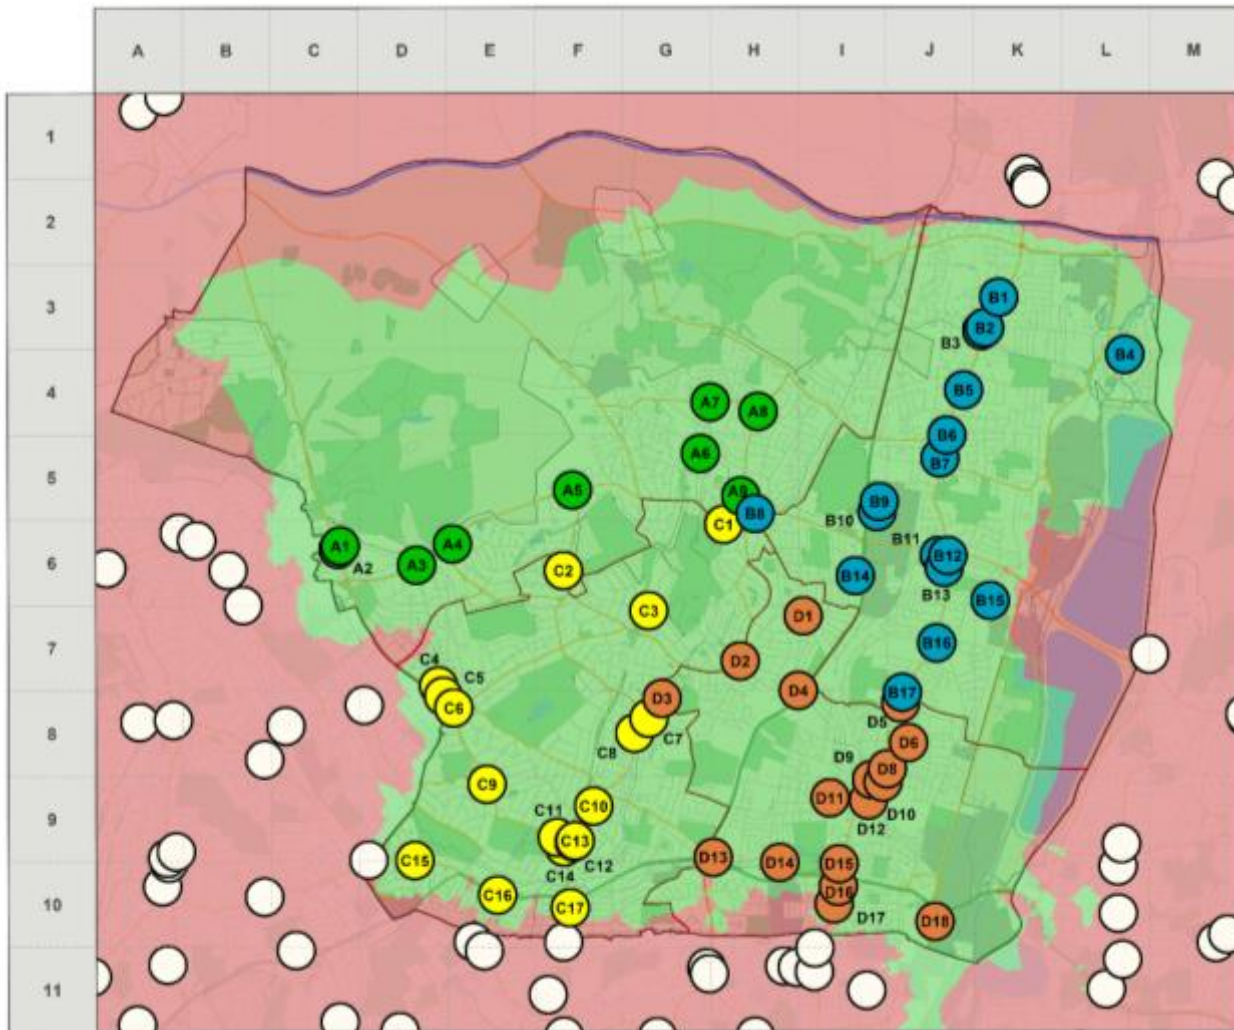 A B C D E F G H I J K L M
1
2
3
B1
B3 B2
B4
4
A7 A8
B5
B6
A6
B7
5
A5
A9
B8
B9
B10
C1
B11
A1
A2
A3
A4
B12
6
C2
B14
B13
B15
C3
D1
7
B16
D2
C4
C5
D4
B17
C6
D3
D5
8
C8
C7
D6
D9
D8
C9
D11
D10
C11
C10
D12
9
C13
C12
C14
C15
D13
D14
D15
C16
D16
10
C17
D17
D18
11